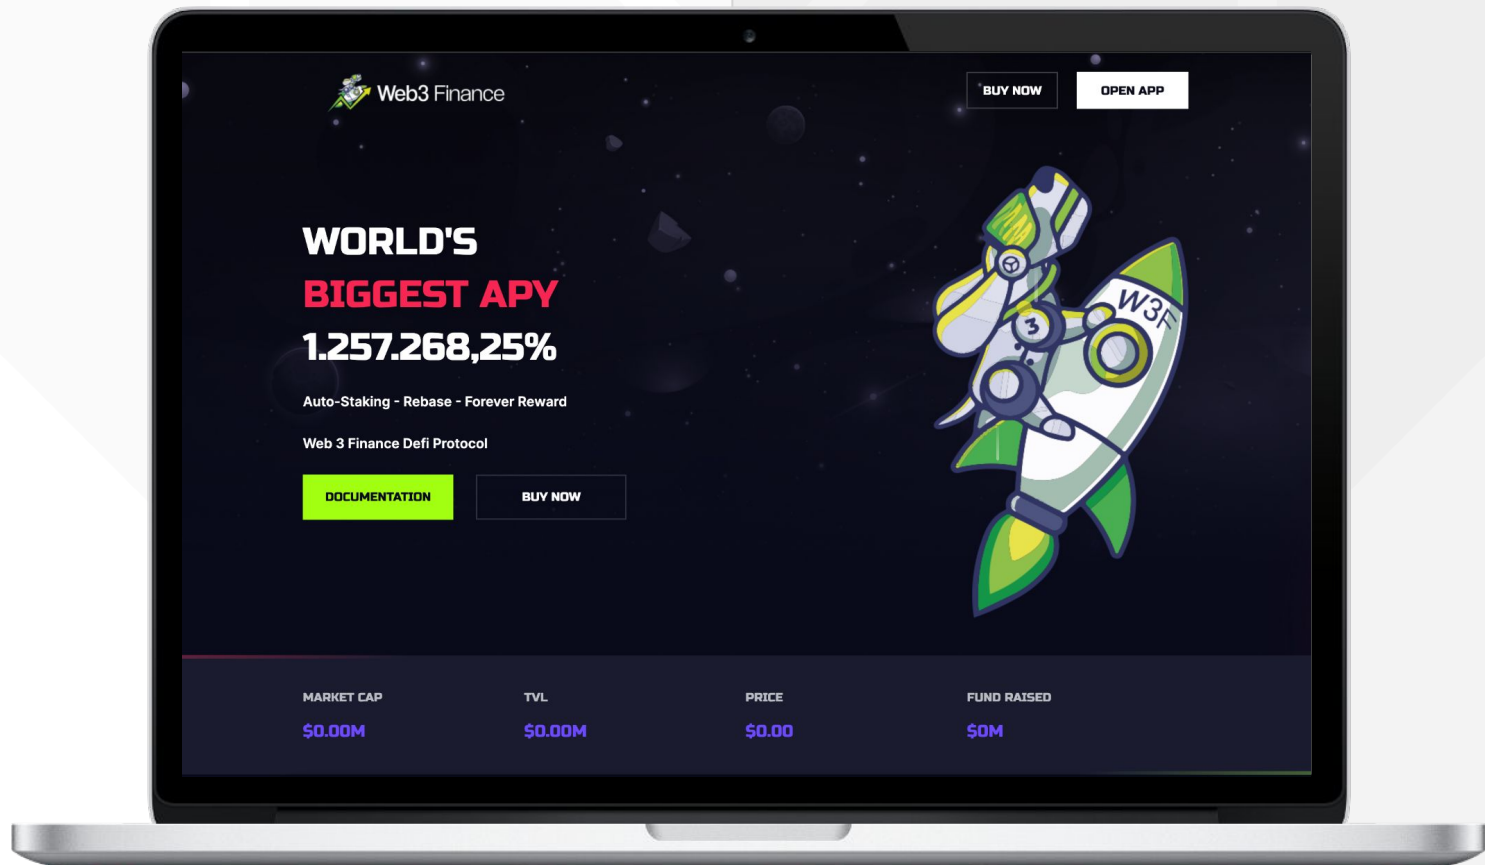 Web3 Finance
BUY NOW
OPEN APP
WORLD'S
BIGGEST APY
1.257.268,25%
Auto-Staking - Rebase - Forever Reward
Web 3 Finance Defi Protocol
DOCUMENTATION
BUY NOW
3
W3F
MARKET CAP
TVL
PRICE
FUND RAISED
$0.00M
$0.00M
$0.00
$0M